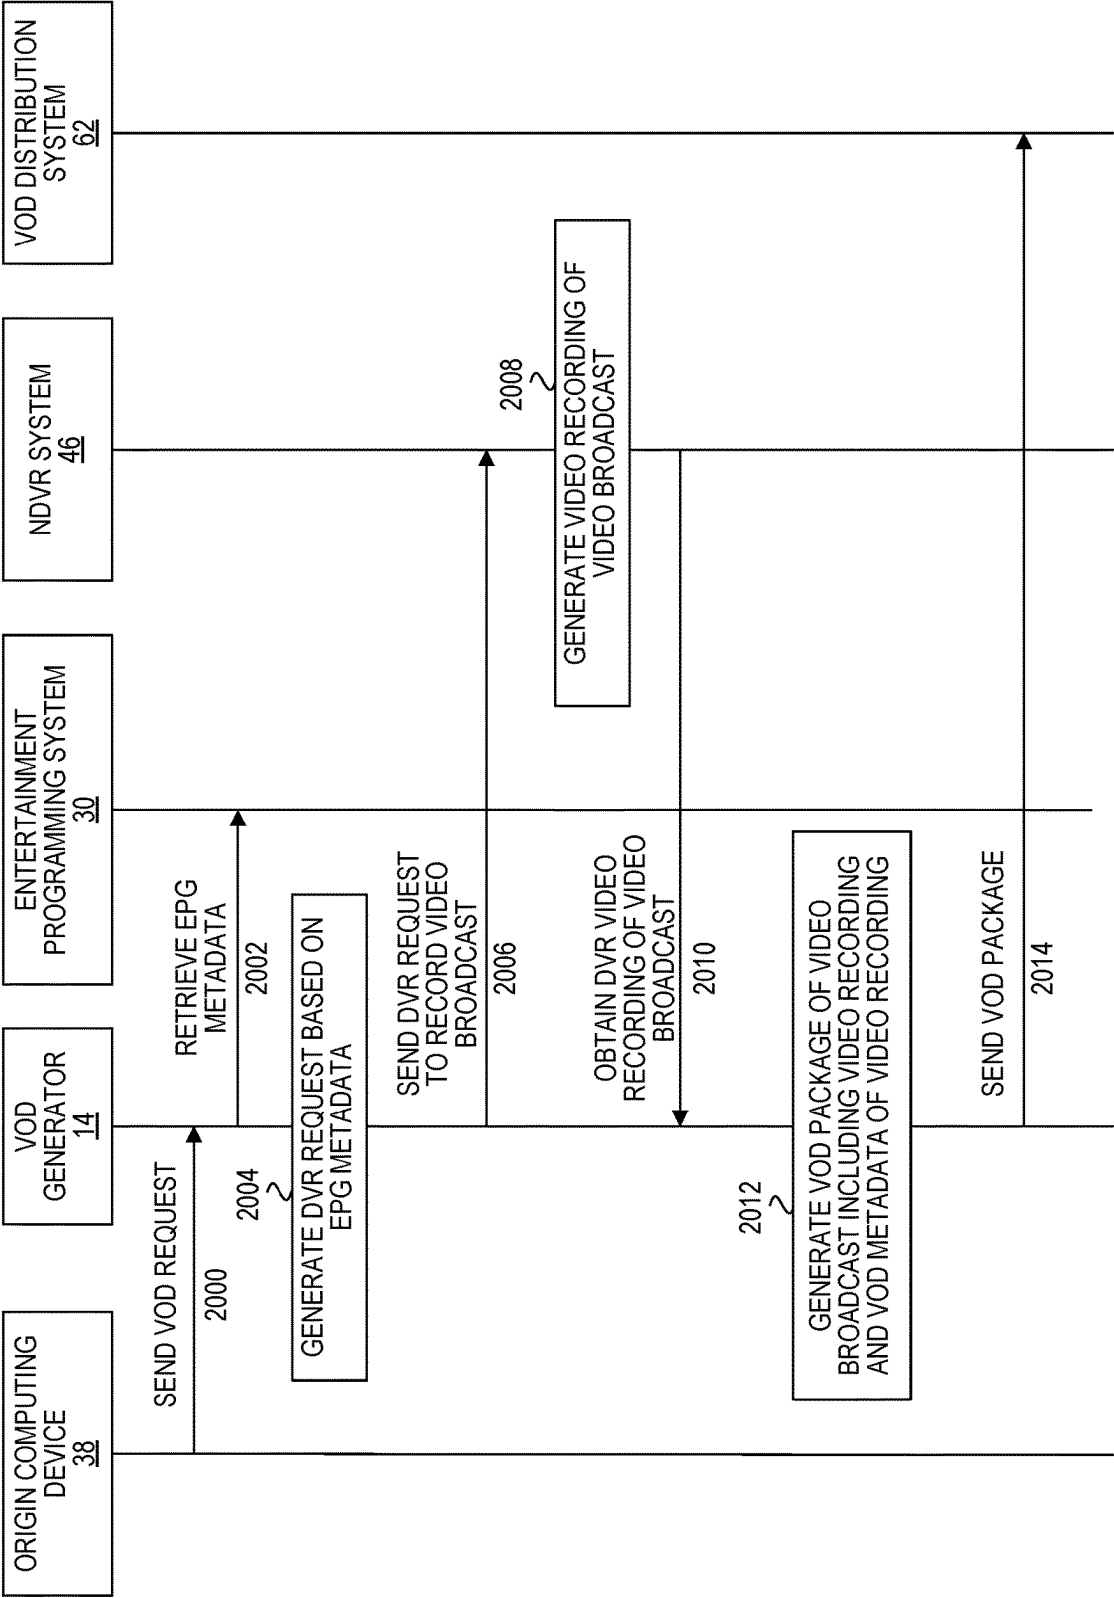 ORIGIN COMPUTING
DEVICE
38
VOD
GENERATOR
14
ENTERTAINMENT
PROGRAMMING SYSTEM
30
NDVR SYSTEM
46
VOD DISTRIBUTION
SYSTEM
62
SEND VOD REQUEST
2000
RETRIEVE EPG
METADATA
2002
2004
GENERATE DVR REQUEST BASED ON
EPG METADATA
SEND DVR REQUEST
TO RECORD VIDEO
BROADCAST
2006
2008
GENERATE VIDEO RECORDING OF
VIDEO BROADCAST
OBTAIN DVR VIDEO
RECORDING OF VIDEO
BROADCAST
2010
2012
GENERATE VOD PACKAGE OF VIDEO
BROADCAST INCLUDING VIDEO RECORDING
AND VOD METADATA OF VIDEO RECORDING
SEND VOD PACKAGE
2014